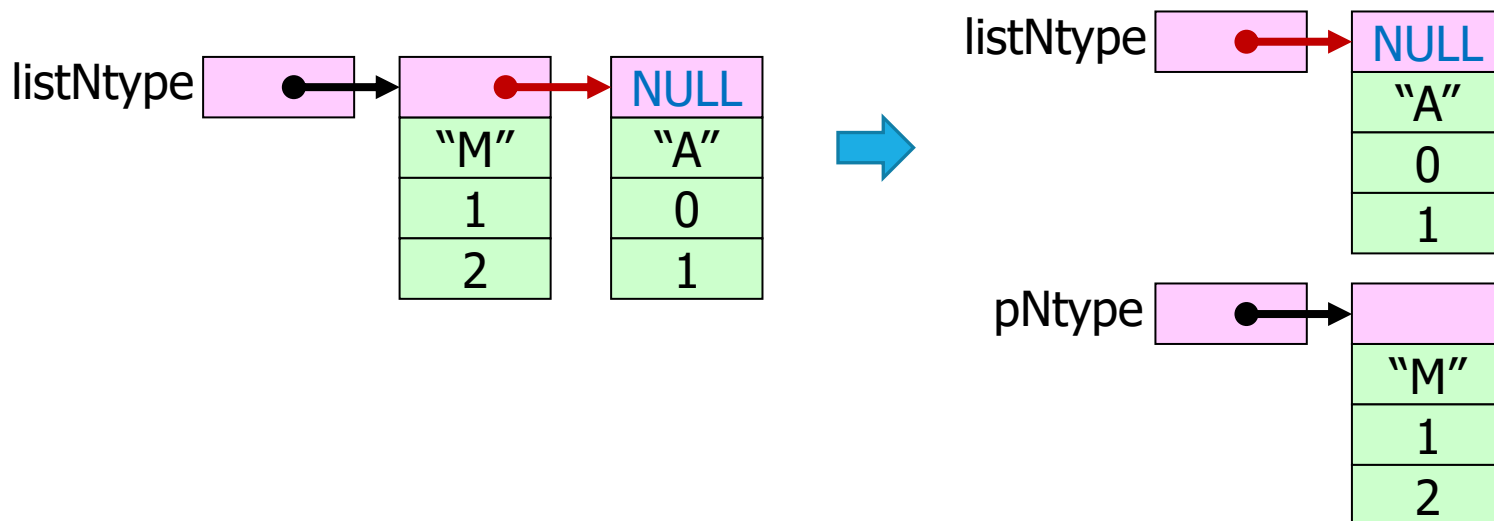 listNtype
NULL
“M” “A”
1 0
2 1
listNtype NULL
“A”
0
1
pNtype
“M”
1
2